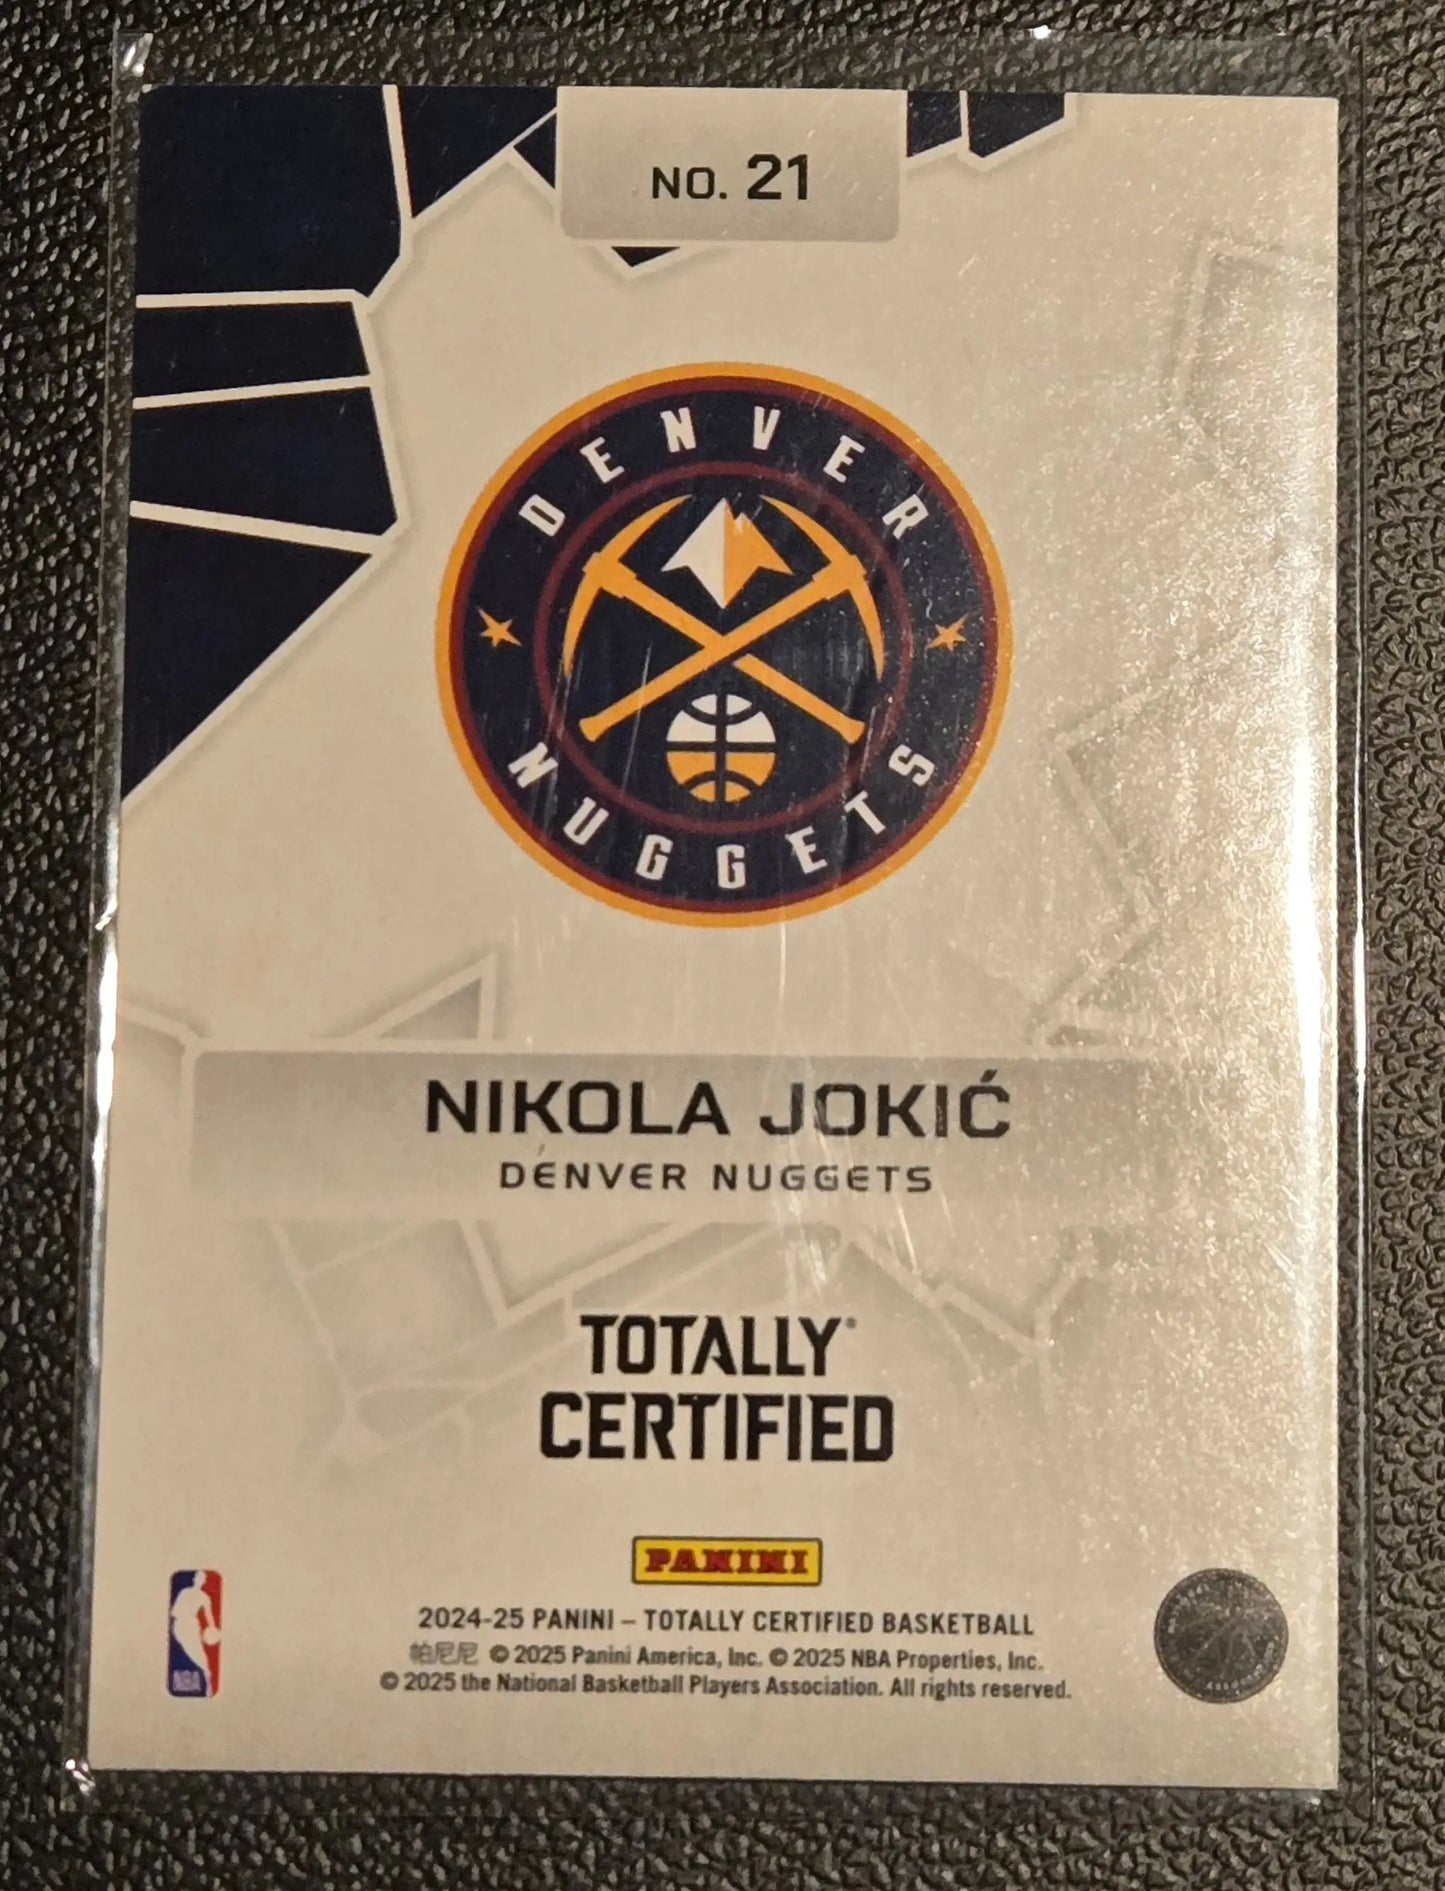 NO. 21
DENVER
NUGGETS
NIKOLA JOKIĆ
DENVER NUGGETS
TOTALLY®
CERTIFIED
PANINI
2024-25 PANINI – TOTALLY CERTIFIED BASKETBALL
帕尼尼 © 2025 Panini America, Inc. © 2025 NBA Properties, Inc.
© 2025 the National Basketball Players Association. All rights reserved.
NBA